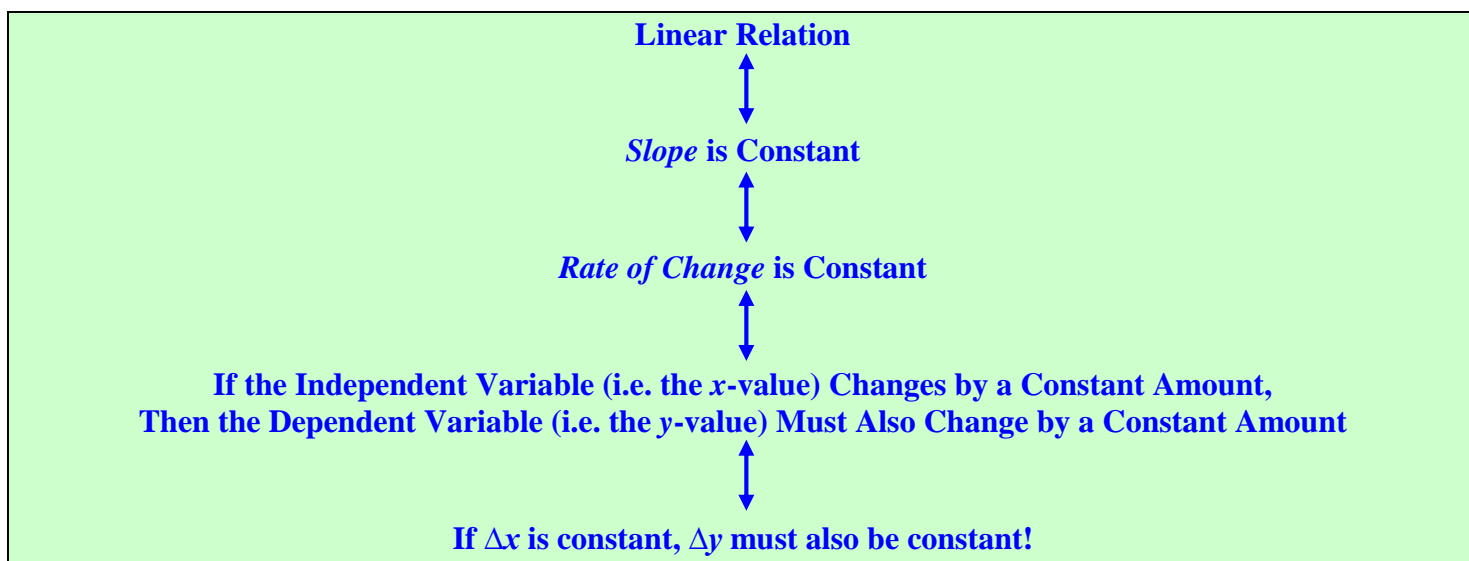 Linear Relation
Slope is Constant
Rate of Change is Constant
If the Independent Variable (i.e. the x-value) Changes by a Constant Amount,
Then the Dependent Variable (i.e. the y-value) Must Also Change by a Constant Amount
If ∆x is constant, ∆y must also be constant!